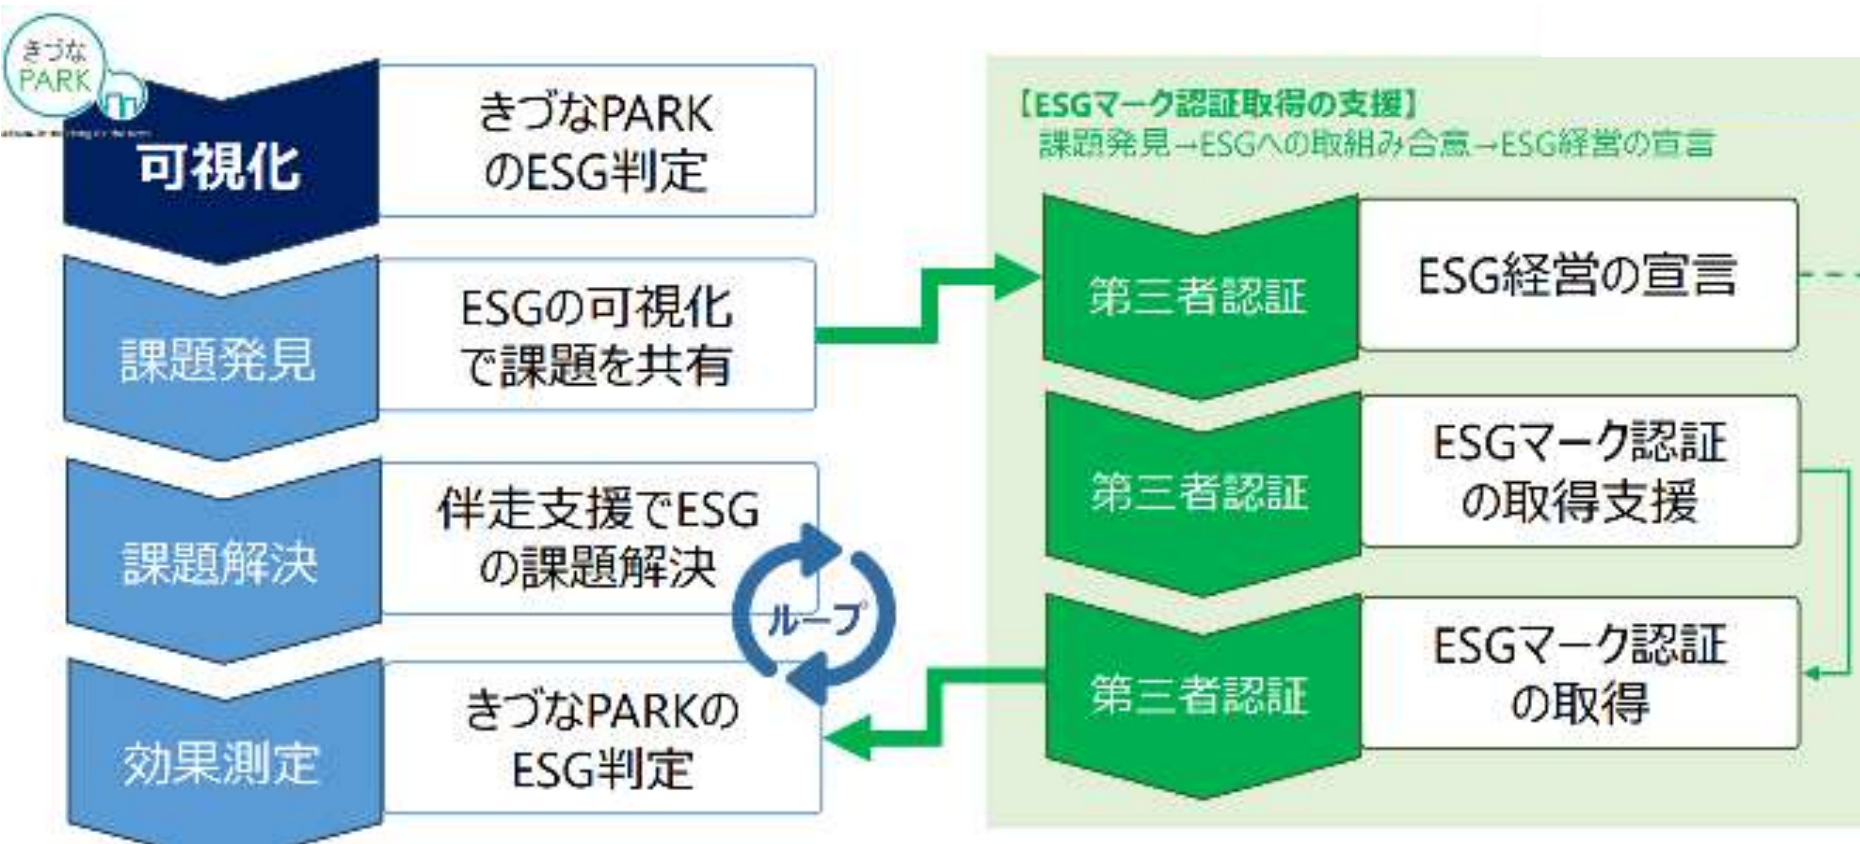 きづな
PARK
可視化
きづなPARK
のESG判定
課題発見
ESGの可視化
で課題を共有
課題解決
伴走支援でESG
の課題解決
ループ
効果測定
きづなPARKの
ESG判定
【ESGマーク認証取得の支援】
課題発見→ESGへの取組み合意→ESG経営の宣言
第三者認証
ESG経営の宣言
第三者認証
ESGマーク認証
の取得支援
第三者認証
ESGマーク認証
の取得